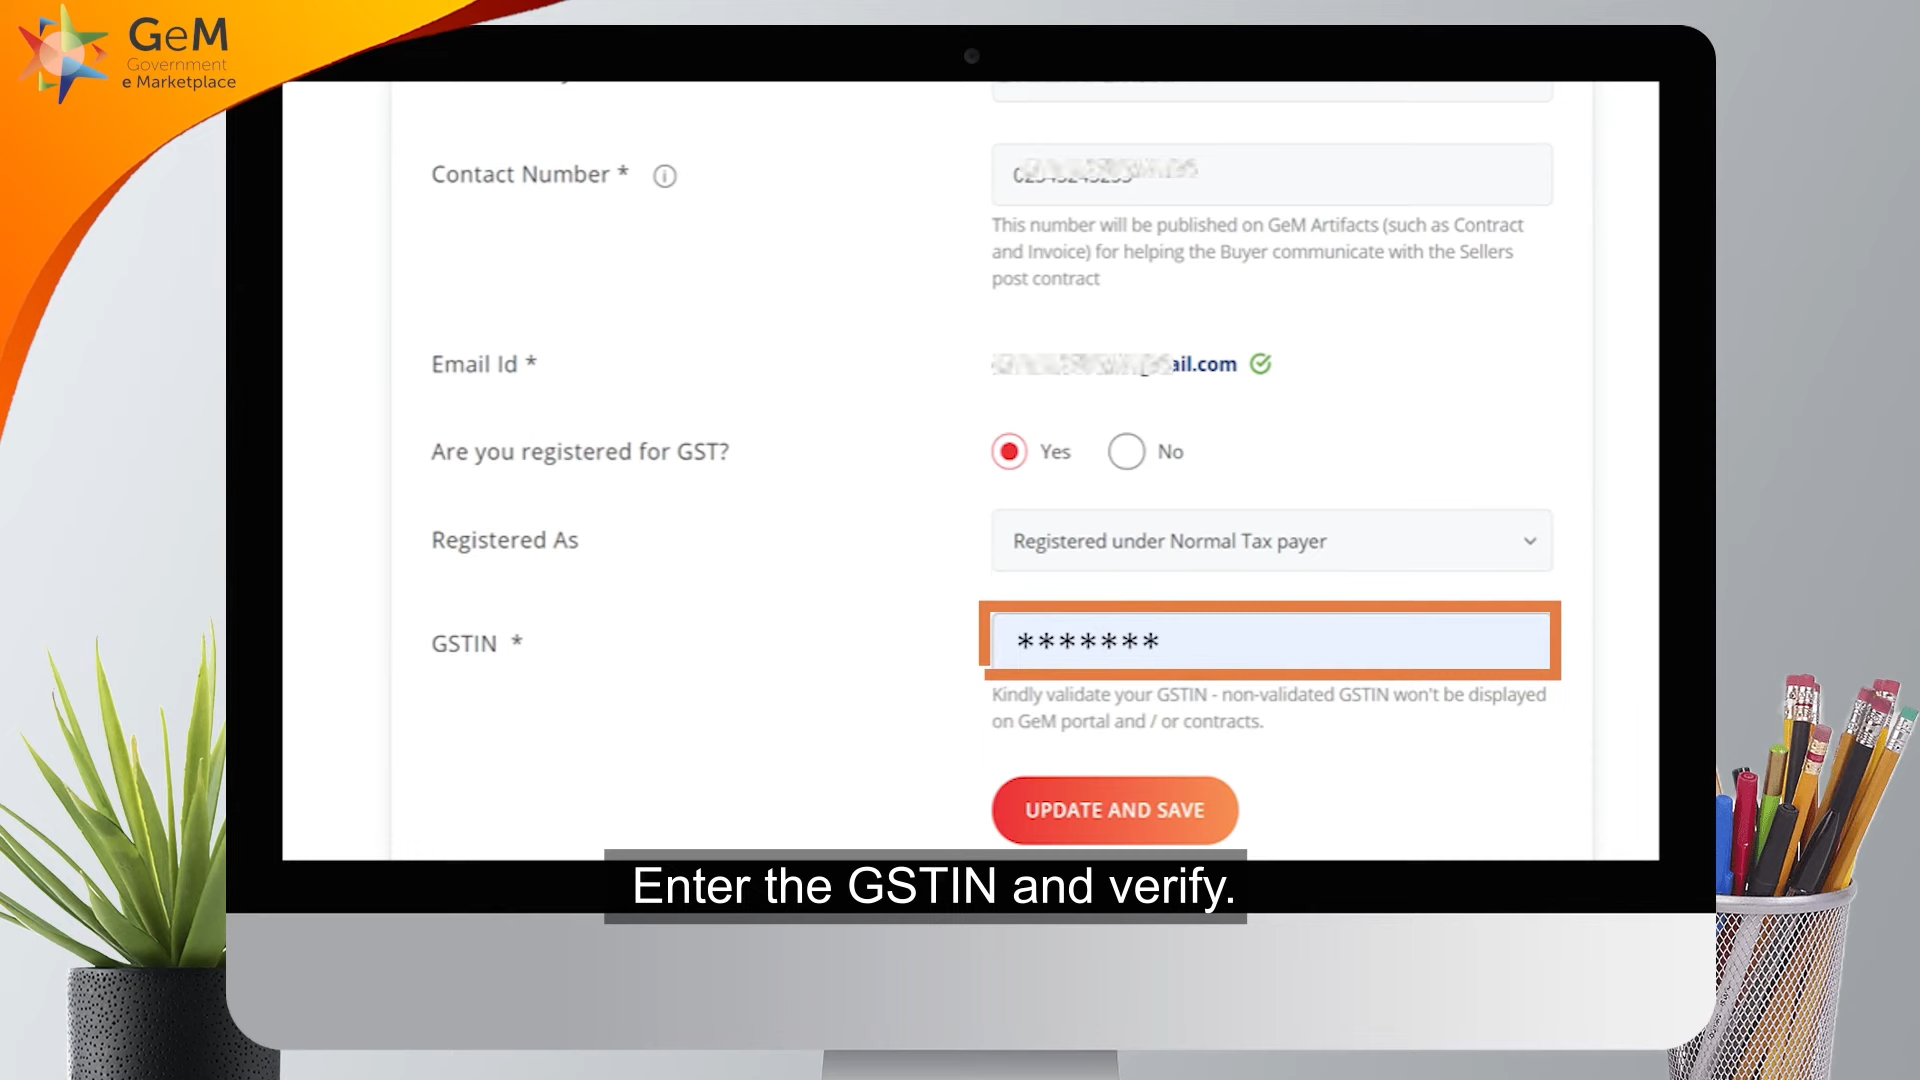 GeM
Government
e Marketplace
Contact Number *
This number will be published on GeM Artifacts (such as Contract
and Invoice) for helping the Buyer communicate with the Sellers
post contract
Email Id *
ail.com
Are you registered for GST?
Yes
No
Registered As
Registered under Normal Tax payer
GSTIN *
*******
Kindly validate your GSTIN - non-validated GSTIN won't be displayed
on GeM portal and / or contracts.
UPDATE AND SAVE
Enter the GSTIN and verify.